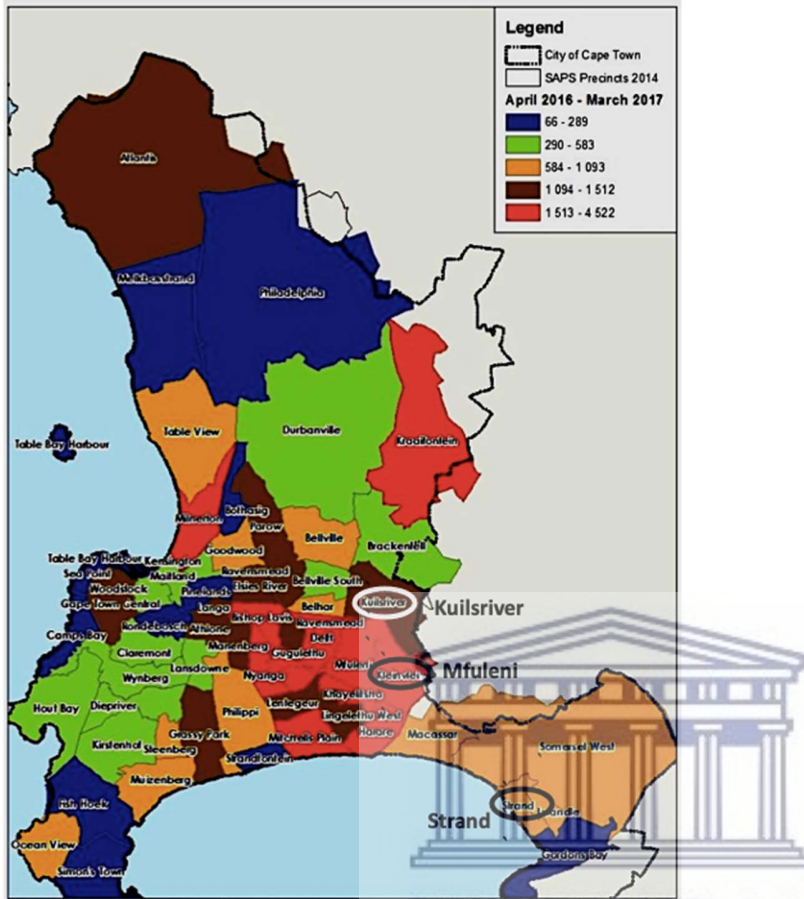 Legend
City of Cape Town
SAPS Precincts 2014
April 2016 - March 2017
66 - 289
290 - 583
584 - 1 093
1 094 - 1 512
1 513 - 4 522
Atlantis
Melkbosstrand
Philadelphia
Table View
Durbanville
Kraaifontein
Table Bay Harbour
Milnerton
Bothasig
Parow
Goodwood
Bellville
Brackenfell
Table Bay Harbour
Kensington
Sea Point
Maitland
Ravensmead
Woodstock
Pinelands
Elsies River
Bellville South
Cape Town Central
Langa
Belhar
Kuilsriver
Kuilsriver
Camps Bay
Rondebosch
Athlone
Bishop Lavis
Ravensmead
Claremont
Manenberg
Delft
Gugulethu
Wynberg
Lansdowne
Nyanga
Mfuleni
Kleinvlei
Mfuleni
Hout Bay
Diepriver
Philippi
Lentegeur
Khayelitsha
Lingelethu West
Kirstenhof
Steenberg
Grassy Park
Mitchells Plain
Harare
Macassar
Somerset West
Strandfontein
Muizenberg
Fish Hoek
Strand
Strand
Ocean View
Simon's Town
Gordons Bay